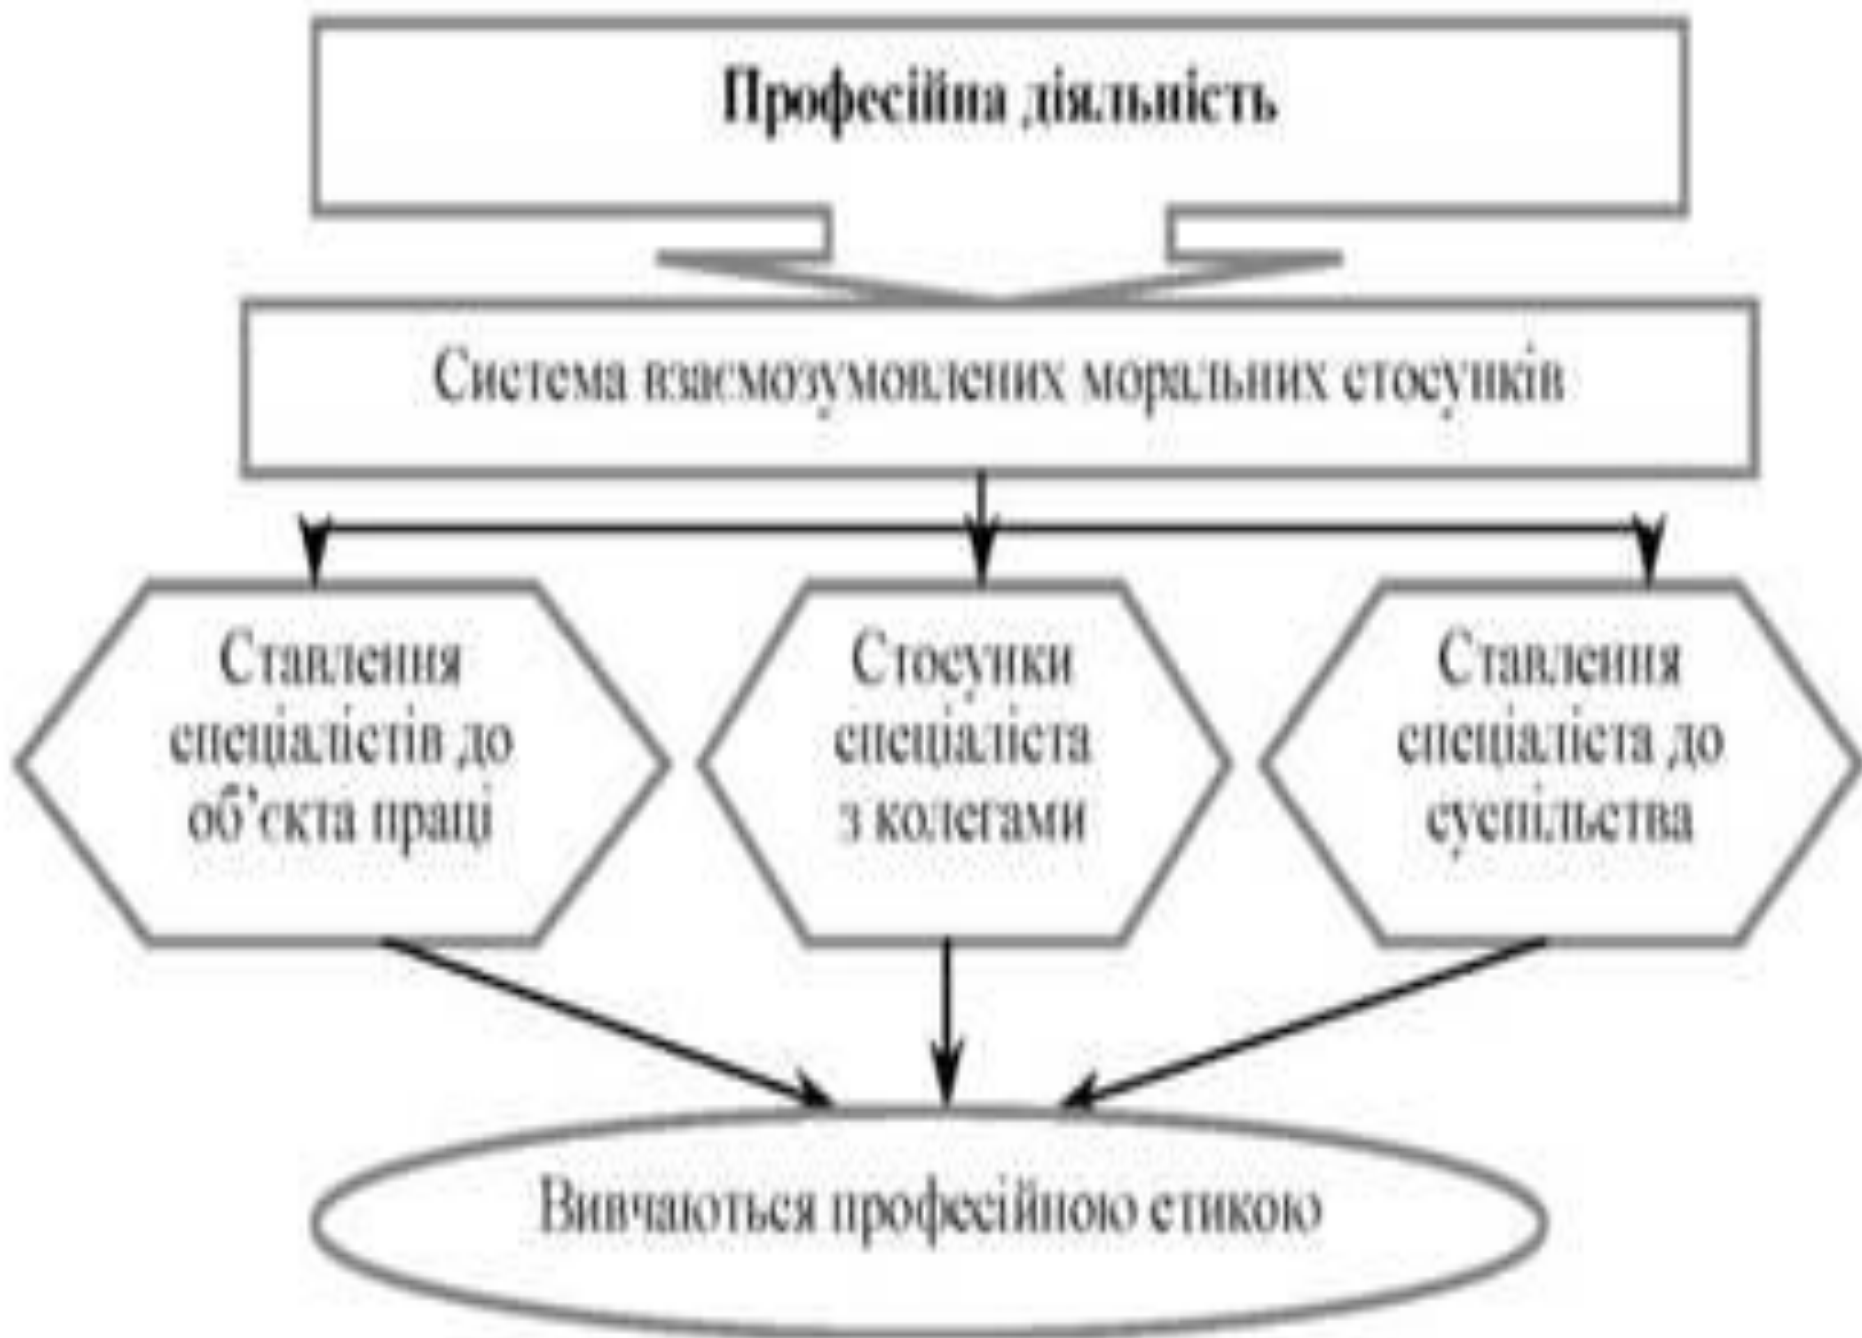 Професійна діяльність
Система взаємозумовлених моральних стосунків
Ставлення
спеціалістів до
об’єкта праці
Стосунки
спеціаліста
з колегами
Ставлення
спеціаліста до
суспільства
Вивчаються професійною етикою